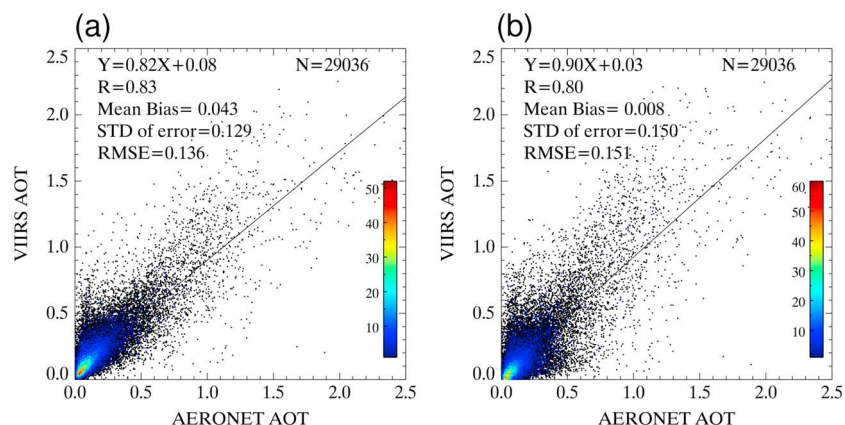 (a)
Y=0.82X+0.08 N=29036
R=0.83
Mean Bias= 0.043
STD of error=0.129
RMSE=0.136
2.5
2.0
1.5
1.0
0.5
0.0
VIIRS AOT
50
40
30
20
10
0.0 0.5 1.0 1.5 2.0 2.5
AERONET AOT
(b)
Y=0.90X+0.03 N=29036
R=0.80
Mean Bias= 0.008
STD of error=0.150
RMSE=0.151
2.5
2.0
1.5
1.0
0.5
0.0
VIIRS AOT
60
50
40
30
20
10
0.0 0.5 1.0 1.5 2.0 2.5
AERONET AOT